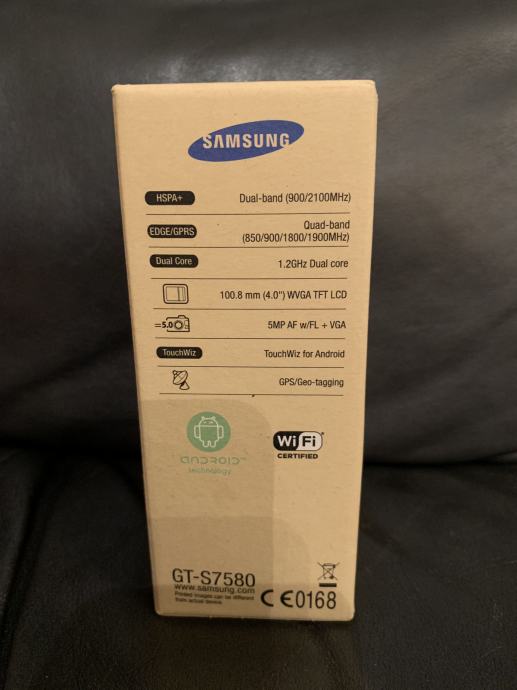 SAMSUNG
HSPA+ Dual-band (900/2100MHz)
EDGE/GPRS Quad-band
(850/900/1800/1900MHz)
Dual Core 1.2GHz Dual core
100.8 mm (4.0") WVGA TFT LCD
5.0 5MP AF w/FL + VGA
TouchWiz TouchWiz for Android
GPS/Geo-tagging
ANDROID™
technology
Wi Fi®
CERTIFIED
GT-S7580
www.samsung.com
Printed images can be different
from actual device.
CE0168